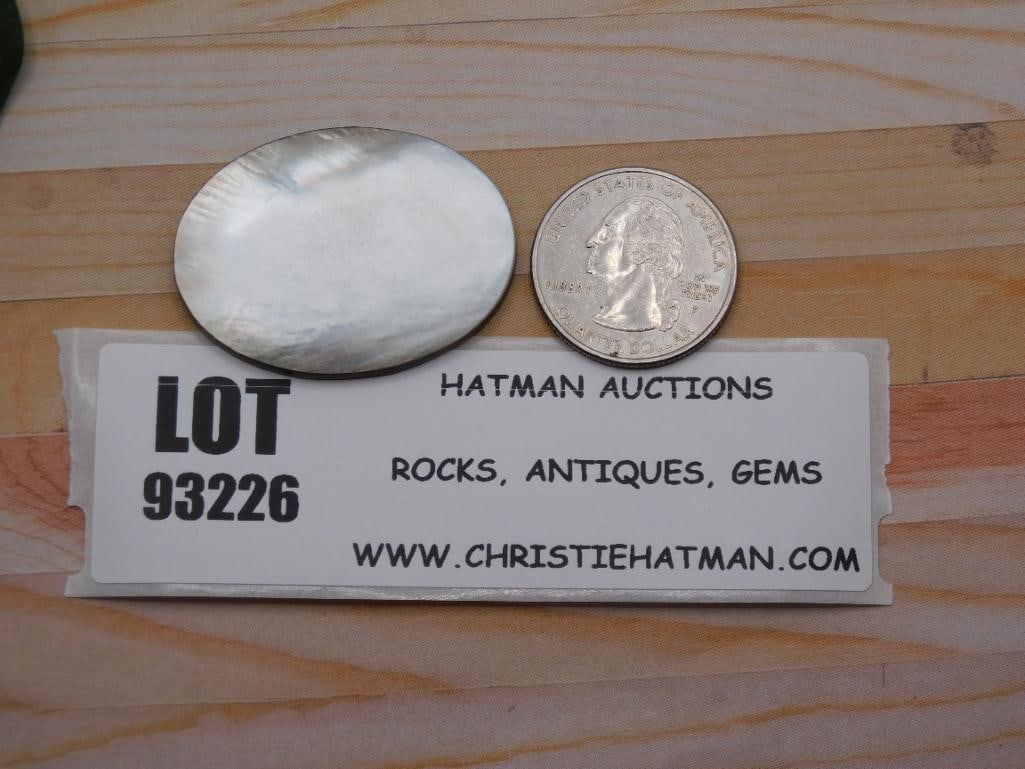 UNITED STATES OF AMERICA
LIBERTY
IN
GOD WE
TRUST
P
QUARTER DOLLAR
LOT
93226
HATMAN AUCTIONS
ROCKS, ANTIQUES, GEMS
WWW.CHRISTIEHATMAN.COM